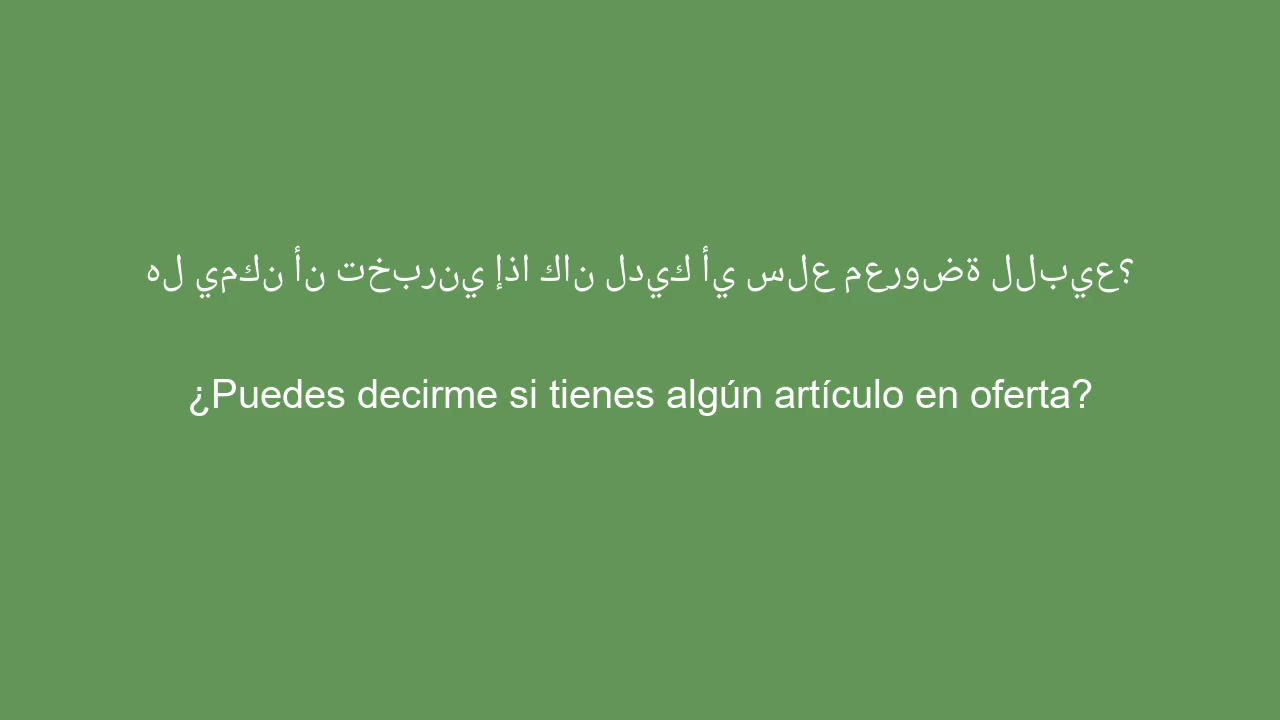 هل يمكن أن تخبرني إذا كان لديك أي سلع معروضة للبيع؟
¿Puedes decirme si tienes algún artículo en oferta?